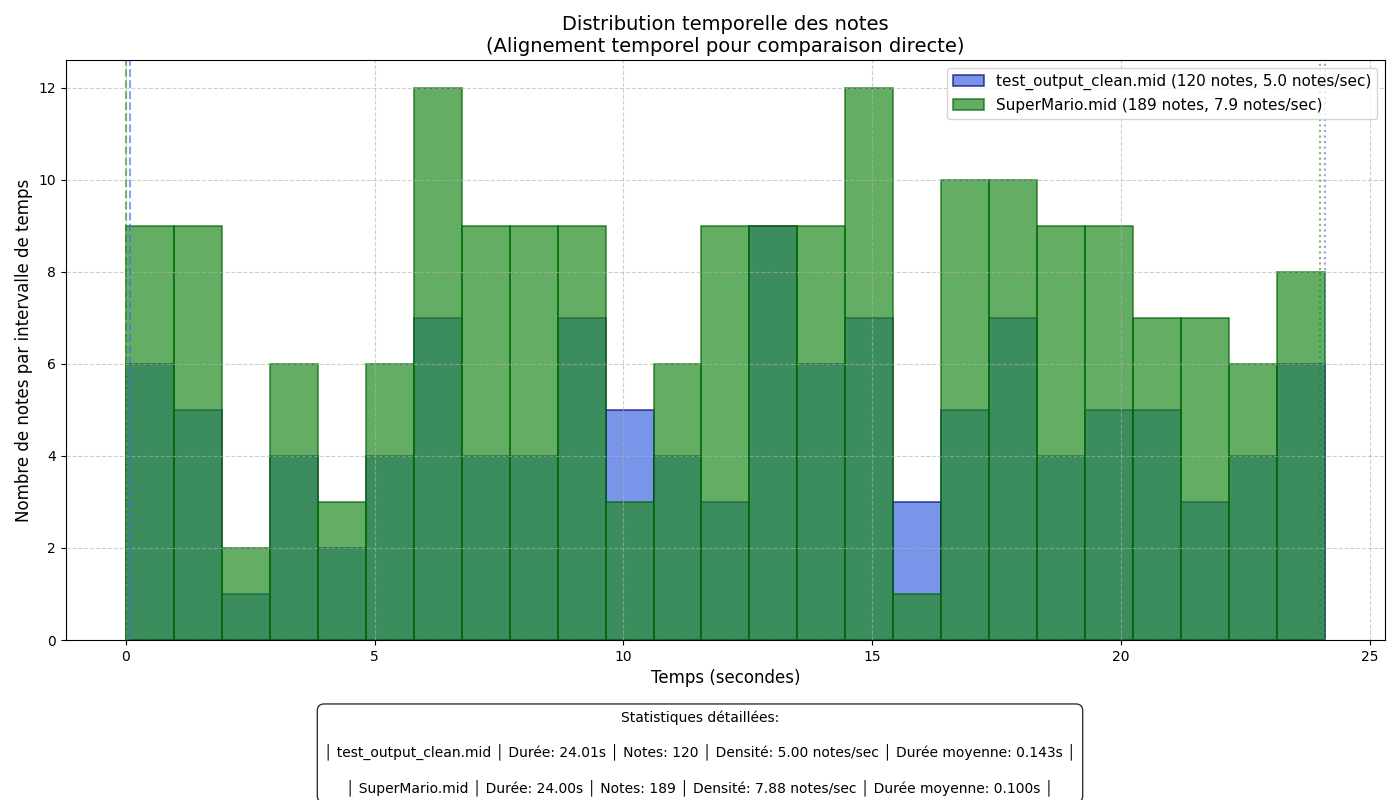 Distribution temporelle des notes
(Alignement temporel pour comparaison directe)
test_output_clean.mid (120 notes, 5.0 notes/sec)
SuperMario.mid (189 notes, 7.9 notes/sec)
Nombre de notes par intervalle de temps
12
10
8
6
4
2
0
0 5 10 15 20 25
Temps (secondes)
Statistiques détaillées:
| test_output_clean.mid | Durée: 24.01s | Notes: 120 | Densité: 5.00 notes/sec | Durée moyenne: 0.143s |
| SuperMario.mid | Durée: 24.00s | Notes: 189 | Densité: 7.88 notes/sec | Durée moyenne: 0.100s |